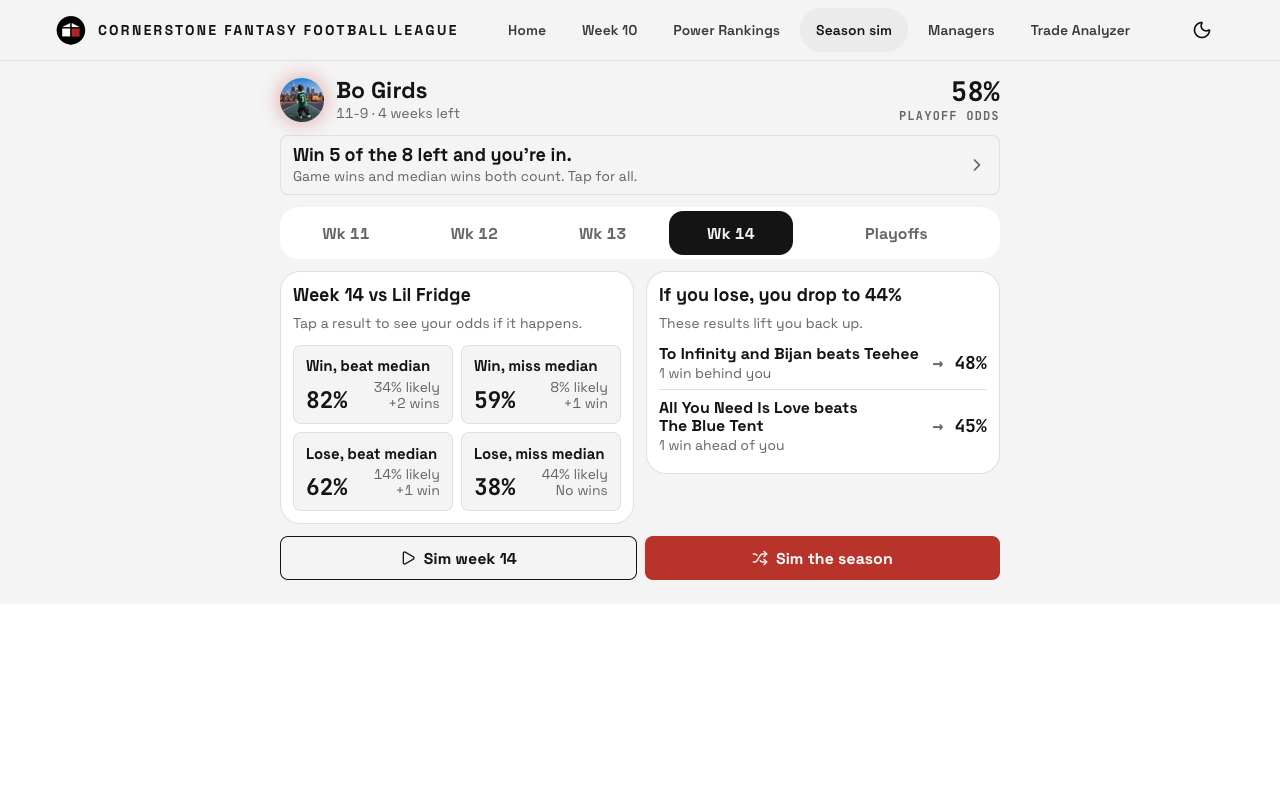 CORNERSTONE FANTASY FOOTBALL LEAGUE
Home
Week 10
Power Rankings
Season sim
Managers
Trade Analyzer
Bo Girds
11-9 · 4 weeks left
58%
PLAYOFF ODDS
Win 5 of the 8 left and you’re in.
Game wins and median wins both count. Tap for all.
Wk 11
Wk 12
Wk 13
Wk 14
Playoffs
Week 14 vs Lil Fridge
Tap a result to see your odds if it happens.
Win, beat median
82%
34% likely
+2 wins
Win, miss median
59%
8% likely
+1 win
Lose, beat median
62%
14% likely
+1 win
Lose, miss median
38%
44% likely
No wins
If you lose, you drop to 44%
These results lift you back up.
To Infinity and Bijan beats Teehee
1 win behind you
→ 48%
All You Need Is Love beats
The Blue Tent
1 win ahead of you
→ 45%
Sim week 14
Sim the season